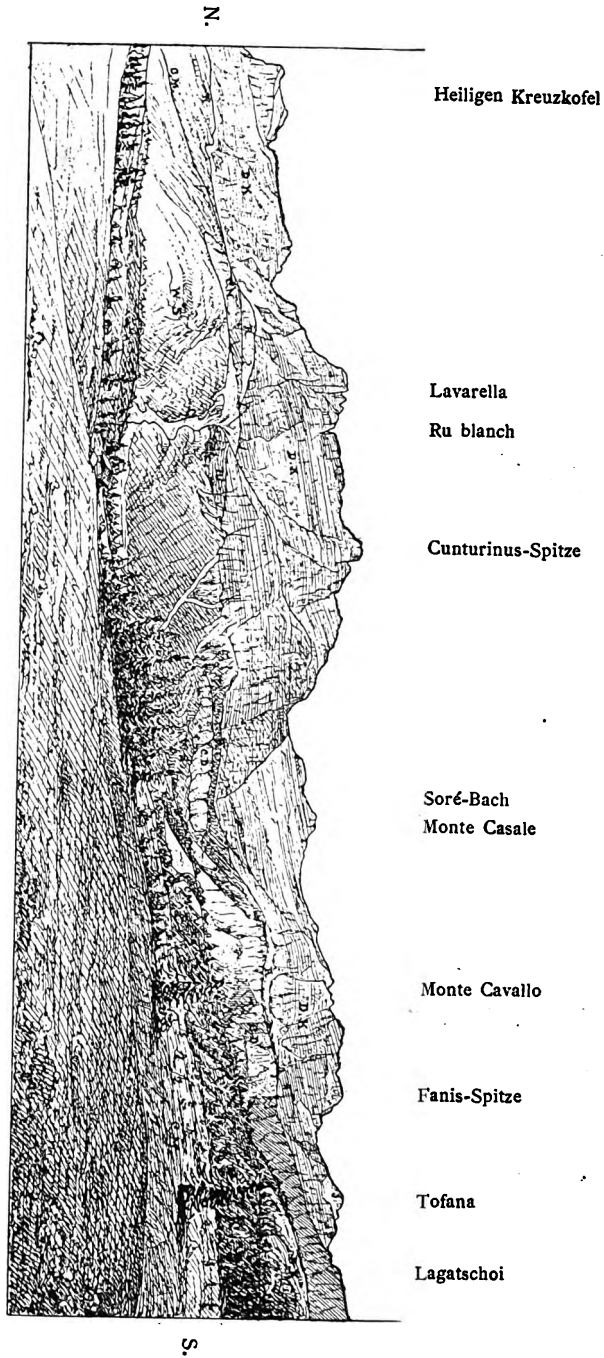 N.
Heiligen Kreuzkofel
Lavarella
Ru blanch
Cunturinus-Spitze
Soré-Bach
Monte Casale
Monte Cavallo
Fanis-Spitze
Tofana
Lagatschoi
S.
D.K
W.S
D.K